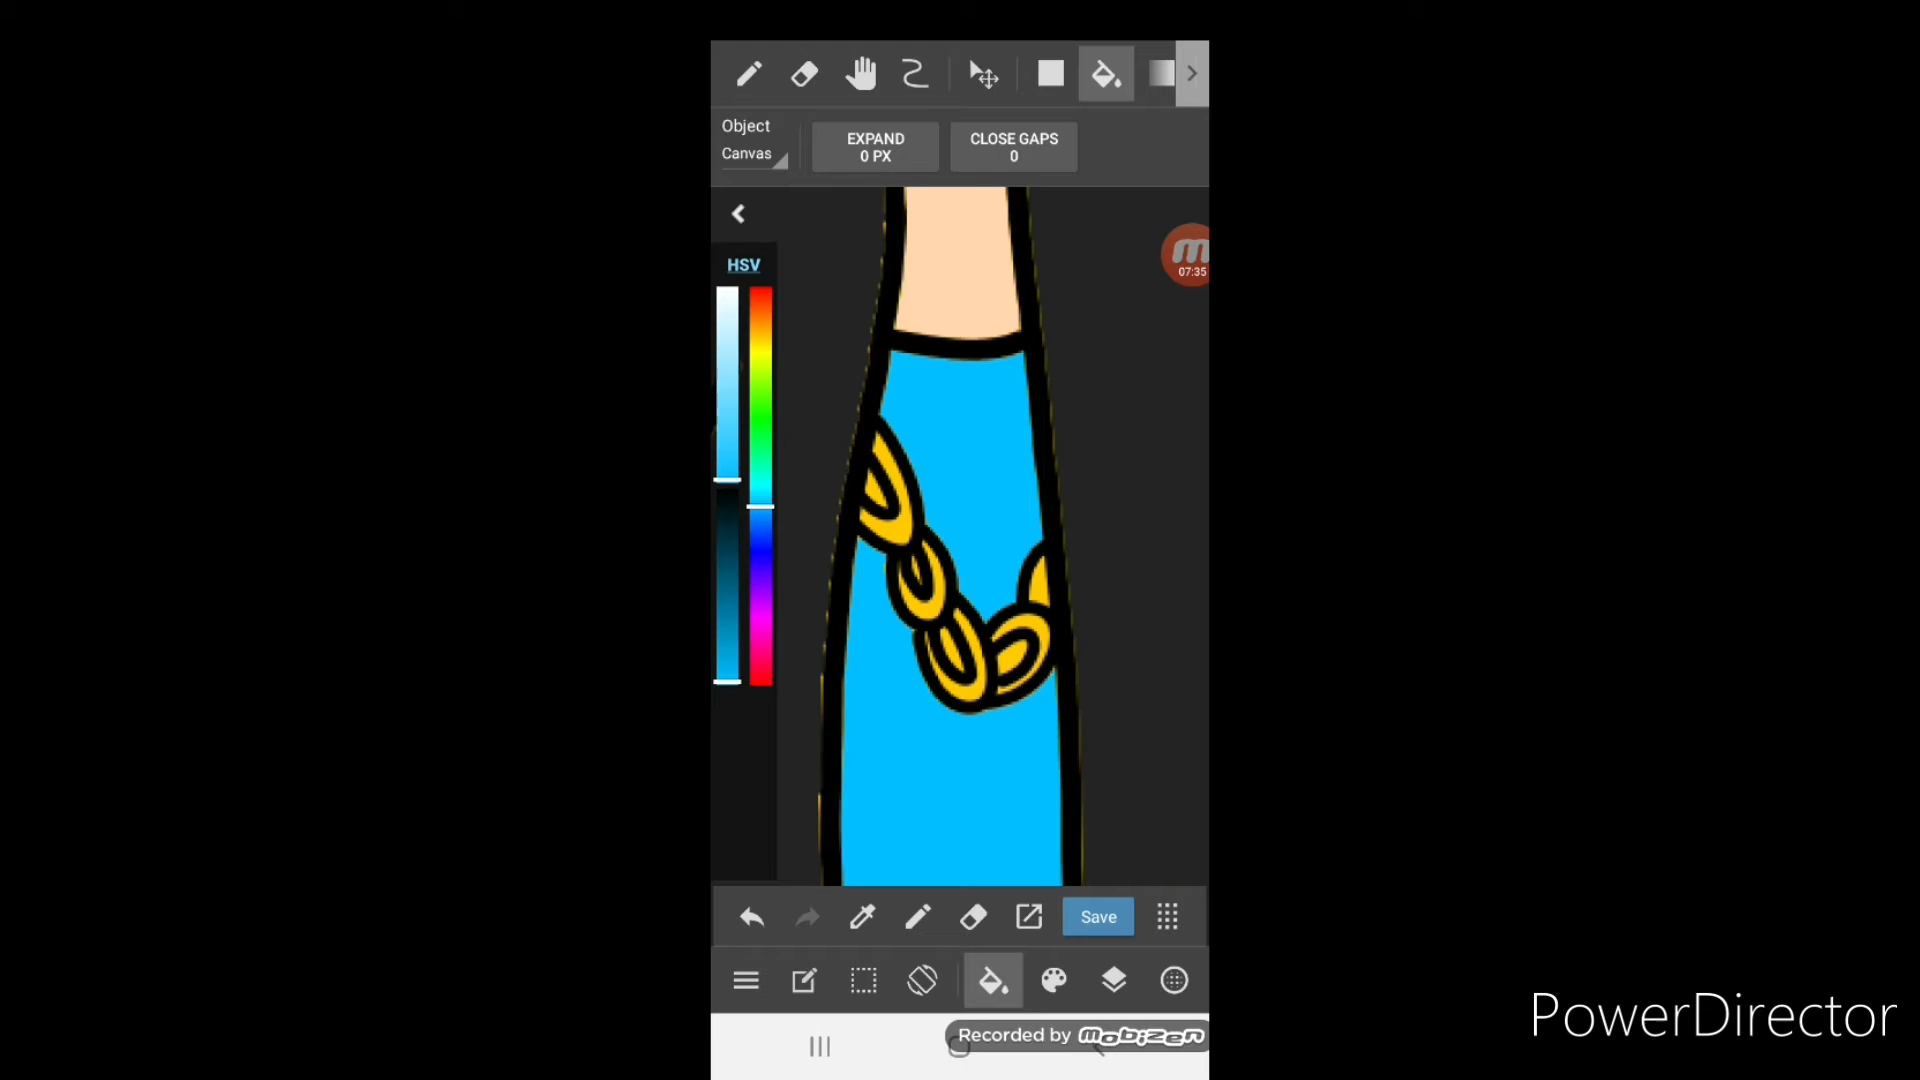 Object
Canvas
EXPAND
0 PX
CLOSE GAPS
0
HSV
07:35
Save
Recorded by mobizen
PowerDirector